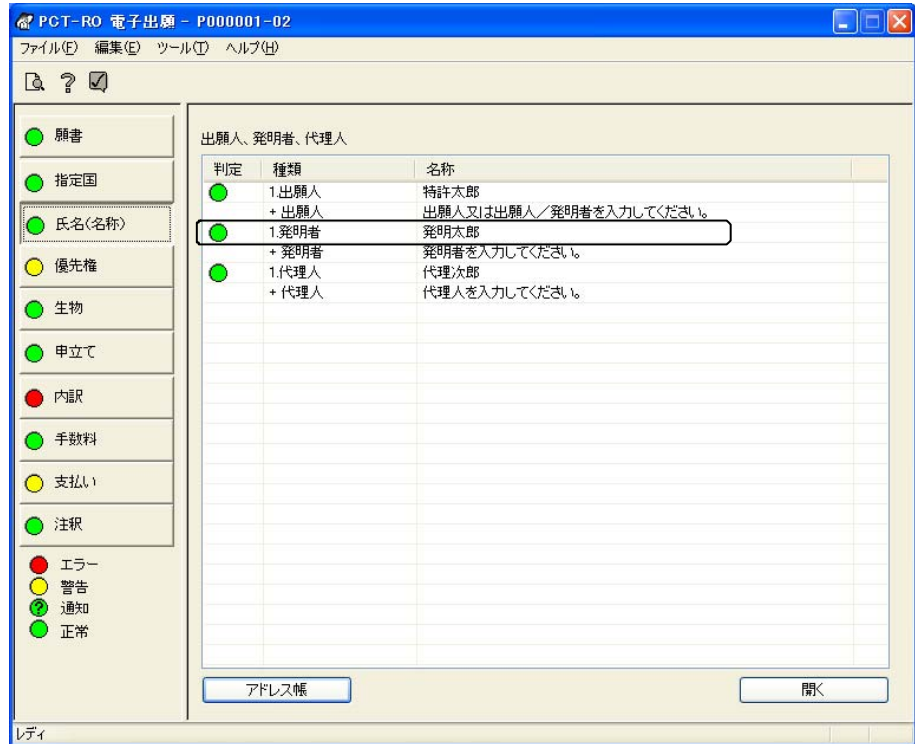 PCT-RO 電子出願 - P000001-02
ファイル(F) 編集(E) ツール(T) ヘルプ(H)
願書
指定国
氏名(名称)
優先権
生物
申立て
内訳
手数料
支払い
注釈
エラー
警告
通知
正常
出願人、発明者、代理人
判定 種類 名称
1.出願人 特許太郎
+ 出願人 出願人又は出願人／発明者を入力してください。
1.発明者 発明太郎
+ 発明者 発明者を入力してください。
1.代理人 代理次郎
+ 代理人 代理人を入力してください。
アドレス帳 開く
レディ